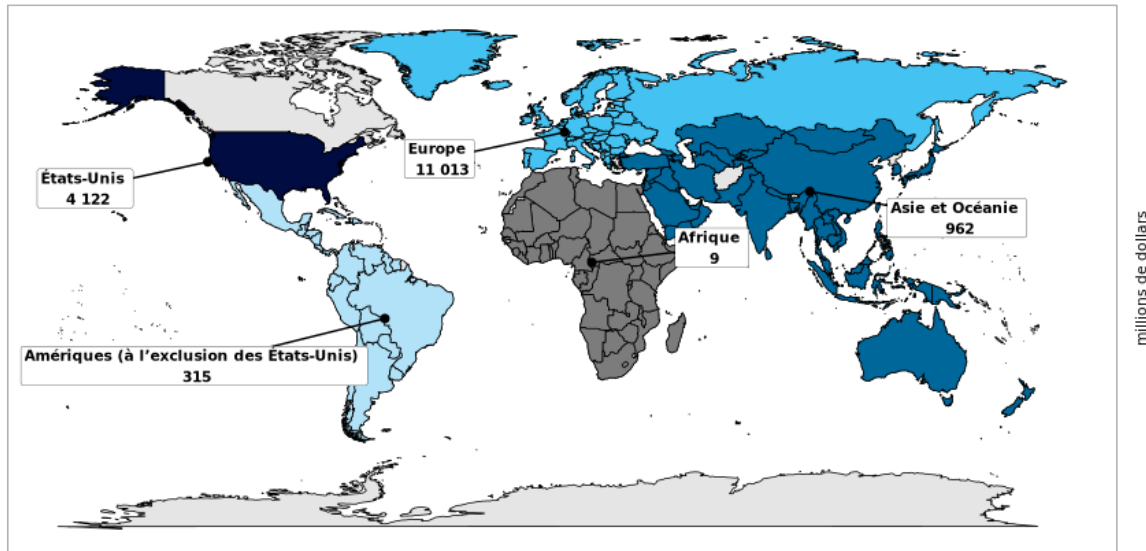 Europe
11 013
États-Unis
4 122
Asie et Océanie
962
Afrique
9
Amériques (à l’exclusion des États-Unis)
315
millions de dollars